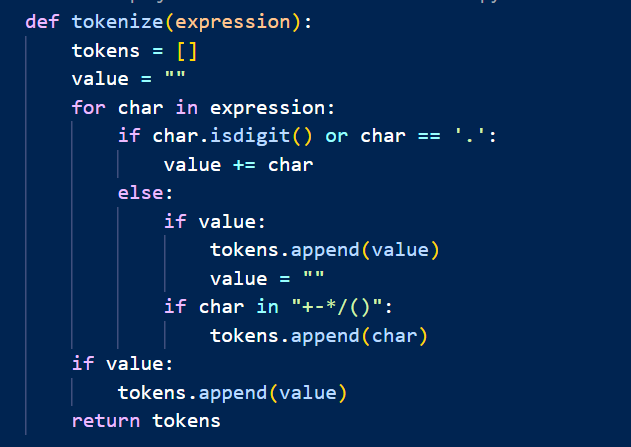 def tokenize(expression):
    tokens = []
    value = ""
    for char in expression:
        if char.isdigit() or char == '.':
            value += char
        else:
            if value:
                tokens.append(value)
                value = ""
            if char in "+-*/()":
                tokens.append(char)
    if value:
        tokens.append(value)
    return tokens